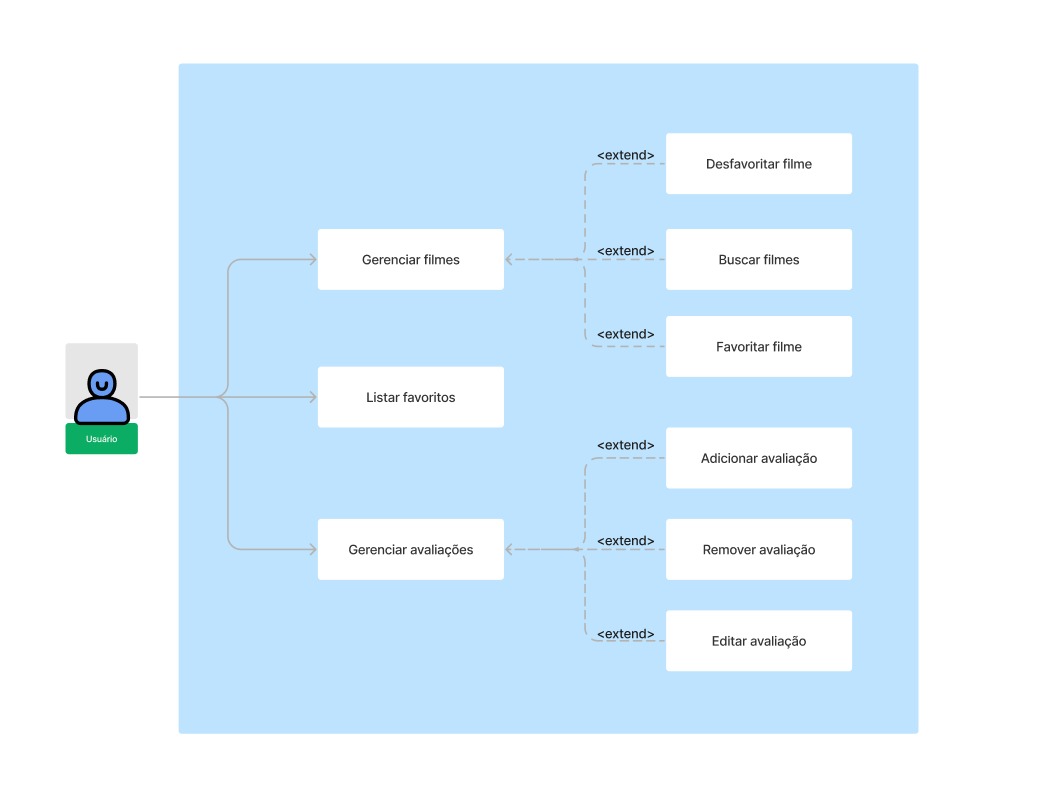 <extend>
Desfavoritar filme
<extend>
Gerenciar filmes
Buscar filmes
<extend>
Favoritar filme
Listar favoritos
Usuário
<extend>
Adicionar avaliação
<extend>
Gerenciar avaliações
Remover avaliação
<extend>
Editar avaliação